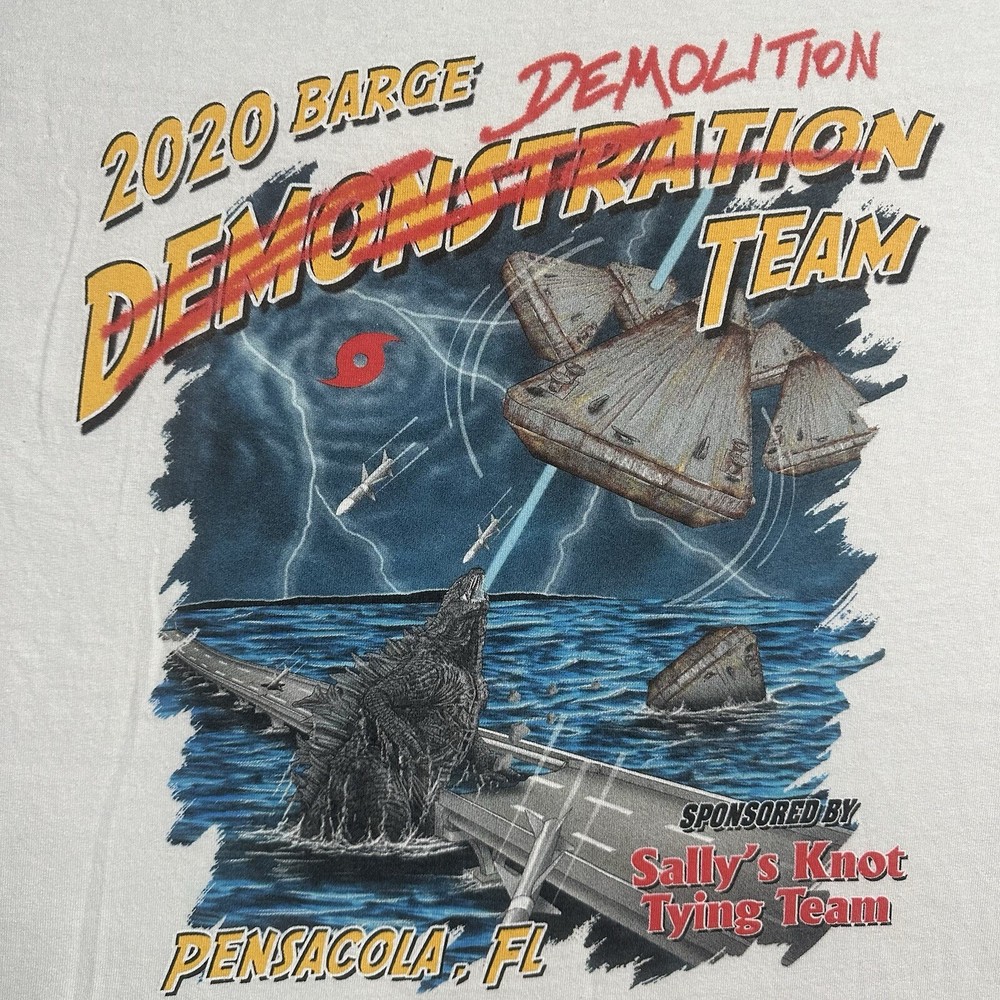 2020 BARGE DEMOLITION
DEMONSTRATION
TEAM
SPONSORED BY
Sally's Knot
Tying Team
PENSACOLA, FL